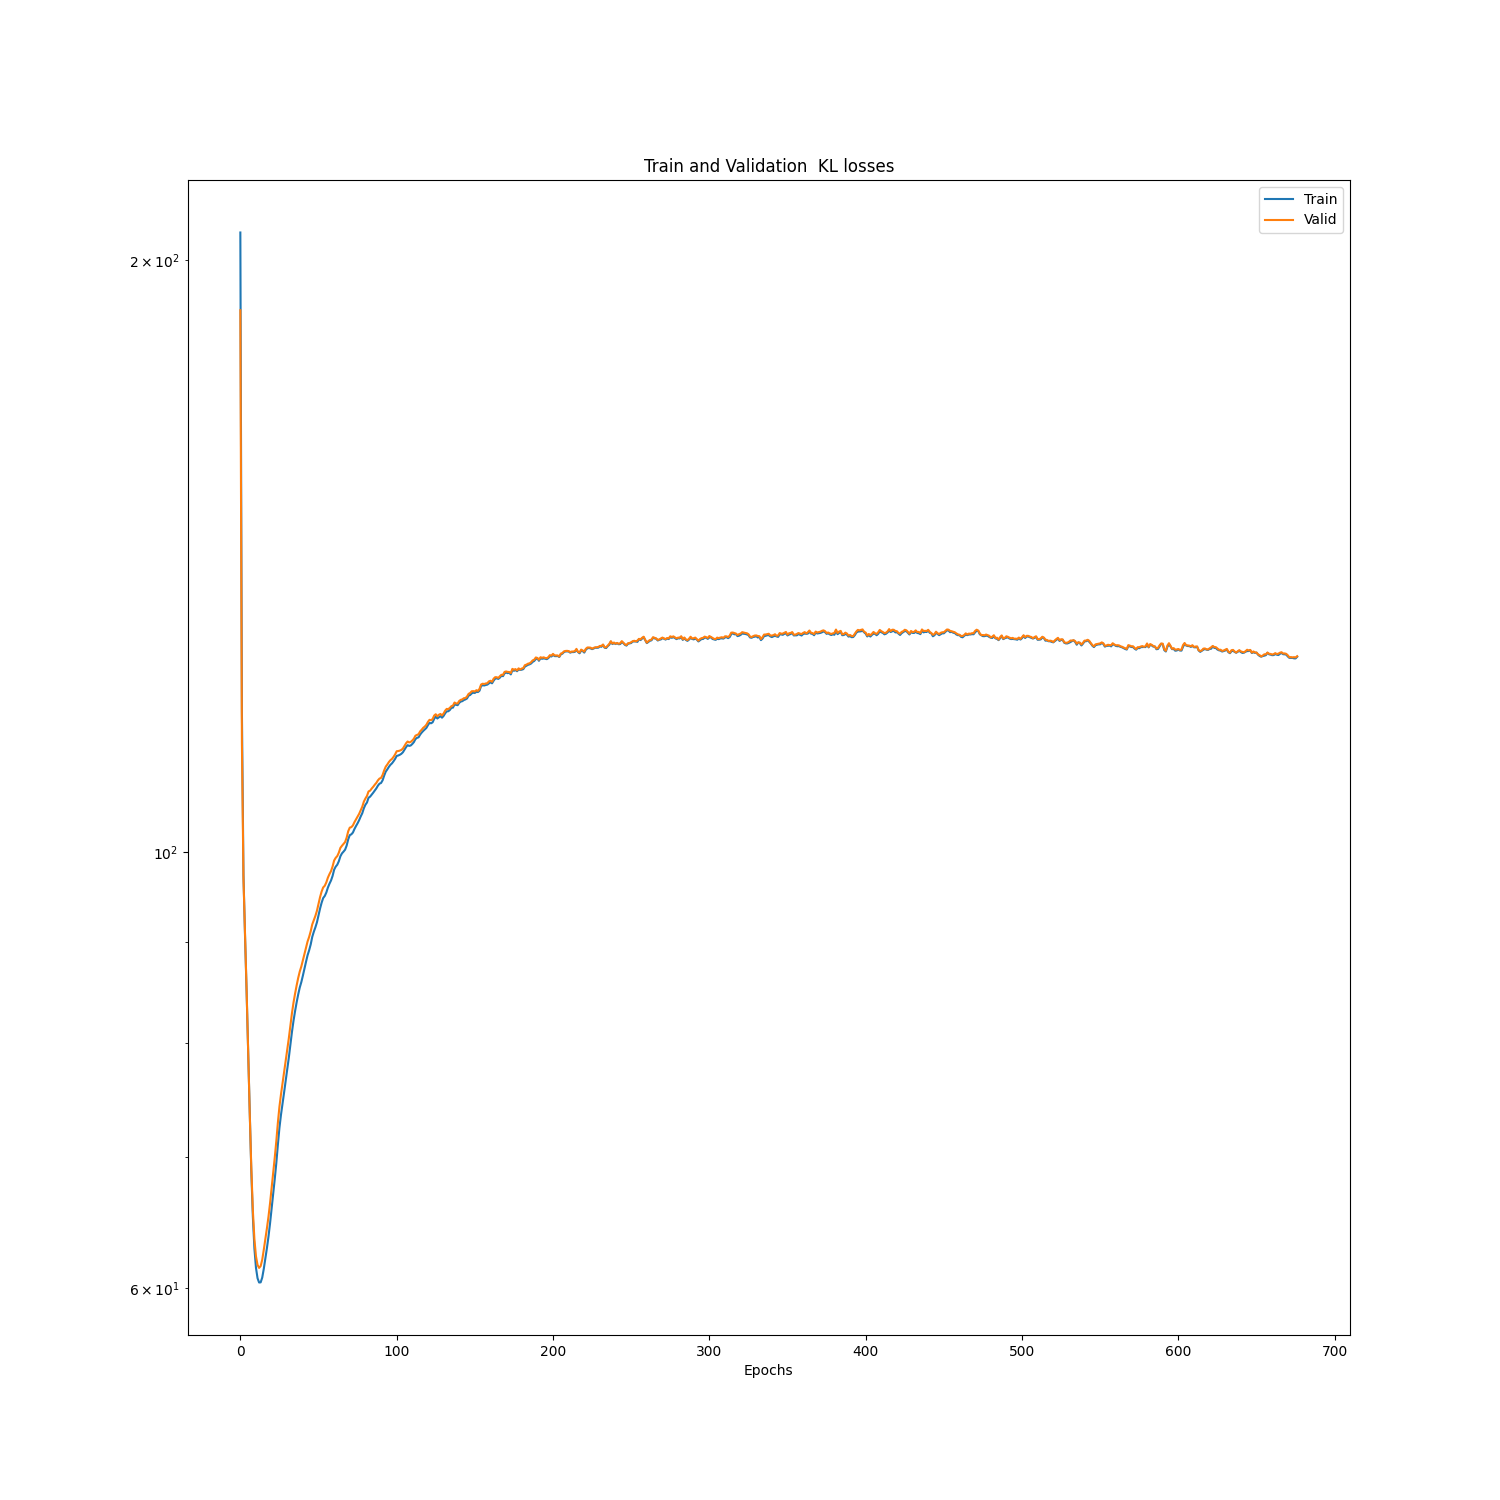 Train and Validation  KL losses
Train
Valid
2 × 10²
10²
6 × 10¹
0 100 200 300 400 500 600 700
Epochs